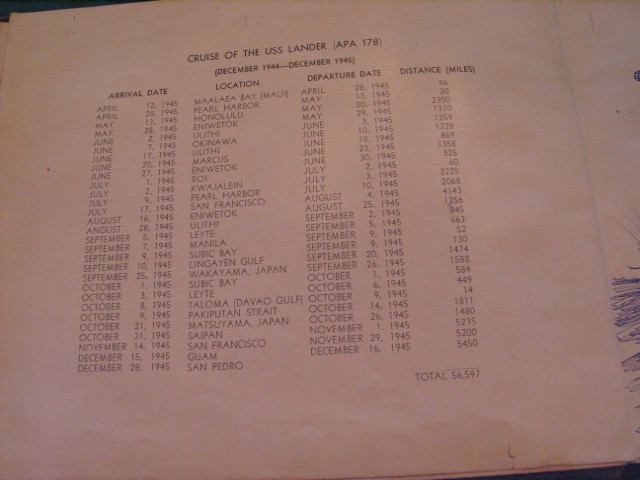 CRUISE OF THE USS LANDER (APA 178)
(DECEMBER 1944—DECEMBER 1945)
ARRIVAL DATE LOCATION DEPARTURE DATE DISTANCE (MILES)
APRIL 12, 1945 MAALAEA BAY (MAUI) APRIL 28, 1945 96
APRIL 20, 1945 PEARL HARBOR MAY 13, 1945 20
MAY 13, 1945 HONOLULU MAY 20, 1945 2350
MAY 28, 1945 ENIWETOK MAY 29, 1945 1370
JUNE 2, 1945 ULITHI JUNE 3, 1945 1259
JUNE 7, 1945 OKINAWA JUNE 10, 1945 1228
JUNE 17, 1945 ULITHI JUNE 18, 1945 869
JUNE 20, 1945 MARCUS JUNE 23, 1945 1358
JUNE 27, 1945 ENIWETOK JUNE 30, 1945 325
JULY 1, 1945 ROI JULY 2, 1945 60
JULY 2, 1945 KWAJALEIN JULY 3, 1945 2225
JULY 9, 1945 PEARL HARBOR JULY 10, 1945 2068
JULY 17, 1945 SAN FRANCISCO AUGUST 4, 1945 4143
AUGUST 16, 1945 ENIWETOK AUGUST 25, 1945 1356
ANGUST 28, 1945 ULITHI SEPTEMBER 2, 1945 845
SEPTEMBER 5, 1945 LEYTE SEPTEMBER 5, 1945 663
SEPTEMBER 7, 1945 MANILA SEPTEMBER 9, 1945 52
SEPTEMBER 9, 1945 SUBIC BAY SEPTEMBER 9, 1945 130
SEPTEMBER 10, 1945 LINGAYEN GULF SEPTEMBER 20, 1945 1474
SEPTEMBER 25, 1945 WAKAYAMA, JAPAN SEPTEMBER 26, 1945 1588
OCTOBER 1, 1945 SUBIC BAY OCTOBER 1, 1945 584
OCTOBER 3, 1945 LEYTE OCTOBER 6, 1945 449
OCTOBER 8, 1945 TALOMA (DAVAO GULF) OCTOBER 9, 1945 14
OCTOBER 9, 1945 PAKIPUTAN STRAIT OCTOBER 14, 1945 1811
OCTOBER 21, 1945 MATSUYAMA, JAPAN OCTOBER 26, 1945 1480
OCTOBER 31, 1945 SAIPAN NOVEMBER 1, 1945 5235
NOVEMBER 14, 1945 SAN FRANCISCO NOVEMBER 29, 1945 5200
DECEMBER 15, 1945 GUAM DECEMBER 16, 1945 5450
DECEMBER 28, 1945 SAN PEDRO
TOTAL 56,597